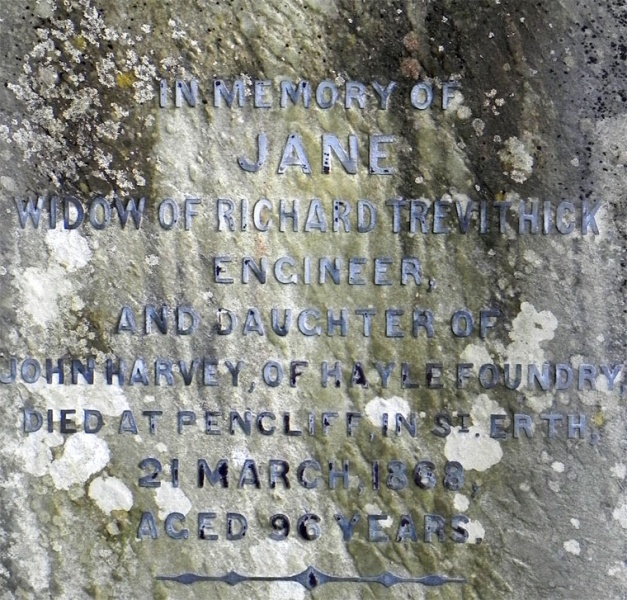 IN MEMORY OF
JANE
WIDOW OF RICHARD TREVITHICK
ENGINEER,
AND DAUGHTER OF
JOHN HARVEY, OF HAYLE FOUNDRY,
DIED AT PENCLIFF, IN ST. ERTH,
21 MARCH, 1868,
AGED 96 YEARS.